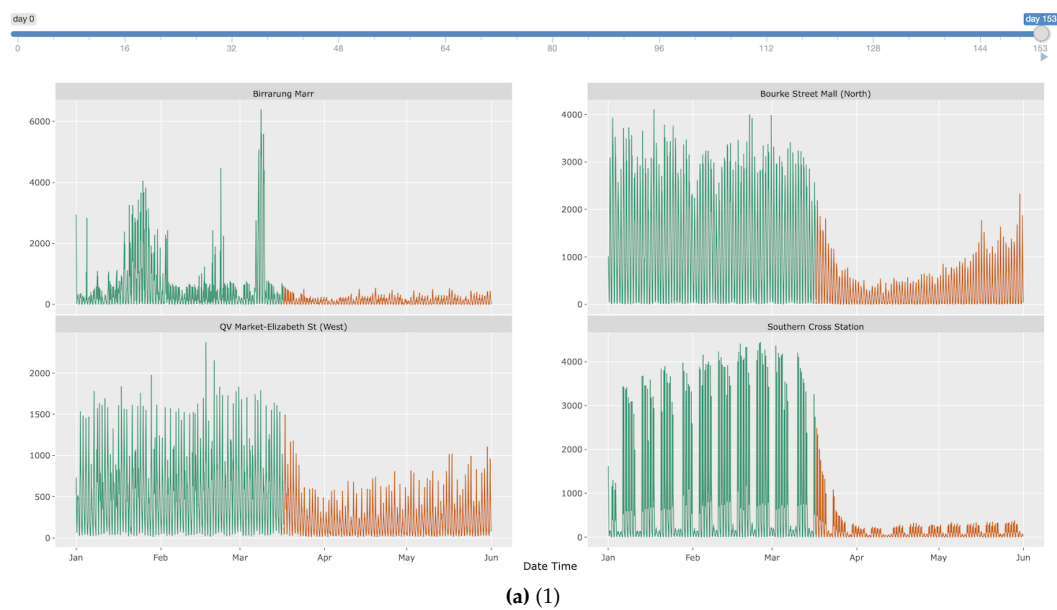 day 0
day 153
0 16 32 48 64 80 96 112 128 144 153
Birrarung Marr
Bourke Street Mall (North)
6000
4000
2000
0
4000
3000
2000
1000
0
QV Market-Elizabeth St (West)
Southern Cross Station
2000
1500
1000
500
0
4000
3000
2000
1000
0
Jan Feb Mar Apr May Jun
Jan Feb Mar Apr May Jun
Date Time
(a) (1)